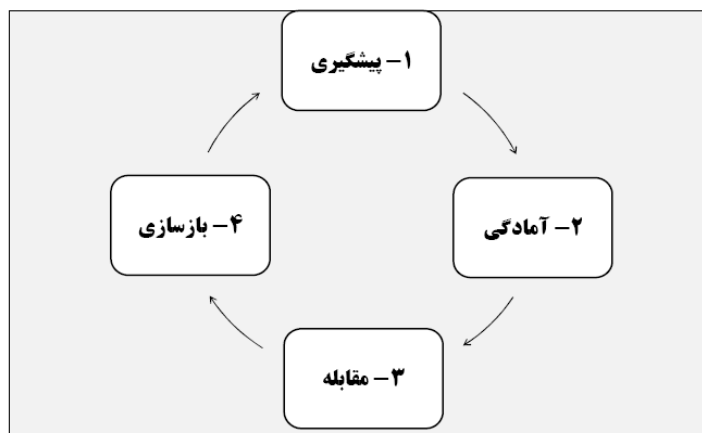 ۱- پیشگیری
۲- آمادگی
۳- مقابله
۴- بازسازی